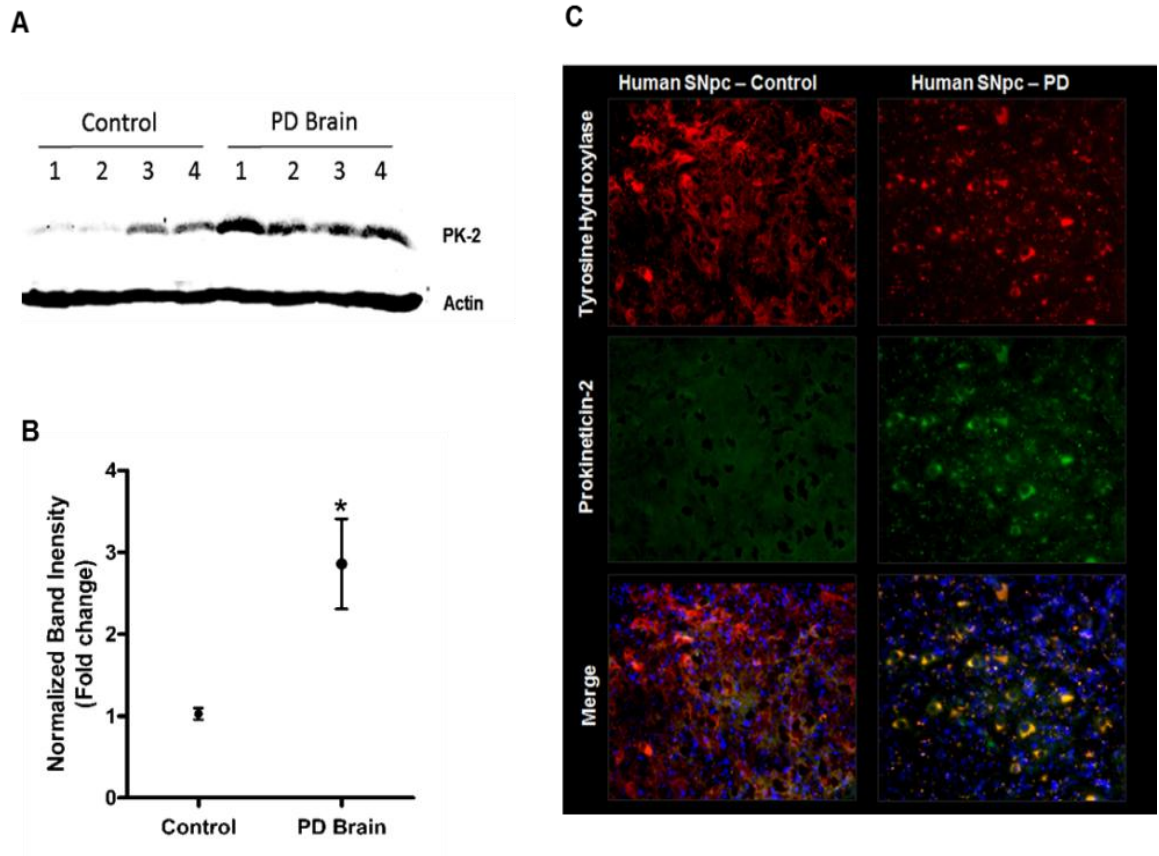 A
Control PD Brain
1 2 3 4 1 2 3 4
PK-2
Actin
B
Normalized Band Inensity
(Fold change)
4
3
2
1
0
*
Control PD Brain
C
Human SNpc – Control Human SNpc – PD
Tyrosine Hydroxylase
Prokineticin-2
Merge